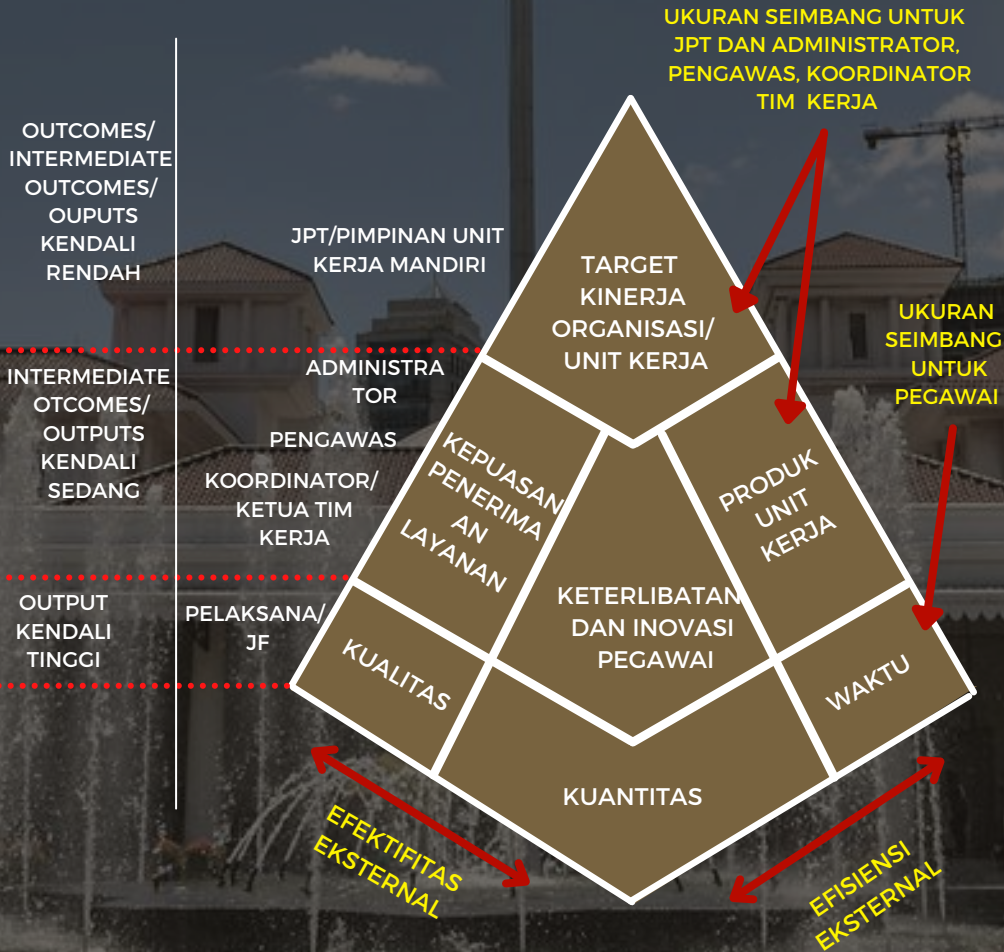 UKURAN SEIMBANG UNTUK
JPT DAN ADMINISTRATOR,
PENGAWAS, KOORDINATOR
TIM KERJA
OUTCOMES/
INTERMEDIATE
OUTCOMES/
OUPUTS
KENDALI
RENDAH
JPT/PIMPINAN UNIT
KERJA MANDIRI
TARGET
KINERJA
ORGANISASI/
UNIT KERJA
UKURAN
SEIMBANG
UNTUK
PEGAWAI
INTERMEDIATE
OTCOMES/
OUTPUTS
KENDALI
SEDANG
ADMINISTRA
TOR
PENGAWAS
KOORDINATOR/
KETUA TIM
KERJA
KEPUASAN
PENERIMA
AN
LAYANAN
PRODUK
UNIT
KERJA
KETERLIBATAN
DAN INOVASI
PEGAWAI
OUTPUT
KENDALI
TINGGI
PELAKSANA/
JF
KUALITAS
WAKTU
KUANTITAS
EFEKTIFITAS
EKSTERNAL
EFISIENSI
EKSTERNAL